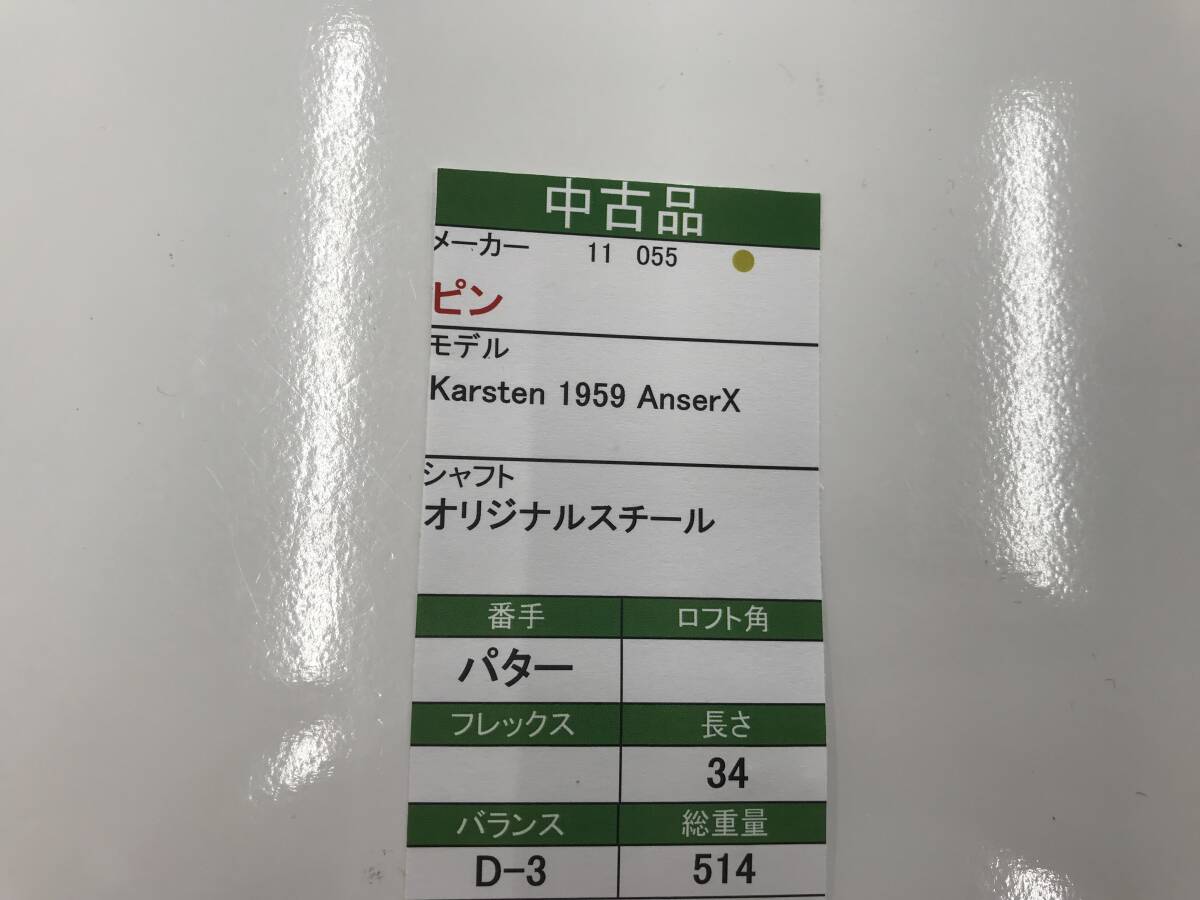 中古品
メーカー 11 055
ピン
モデル
Karsten 1959 AnserX
シャフト
オリジナルスチール
番手 ロフト角
パター
フレックス 長さ
34
バランス 総重量
D-3 514